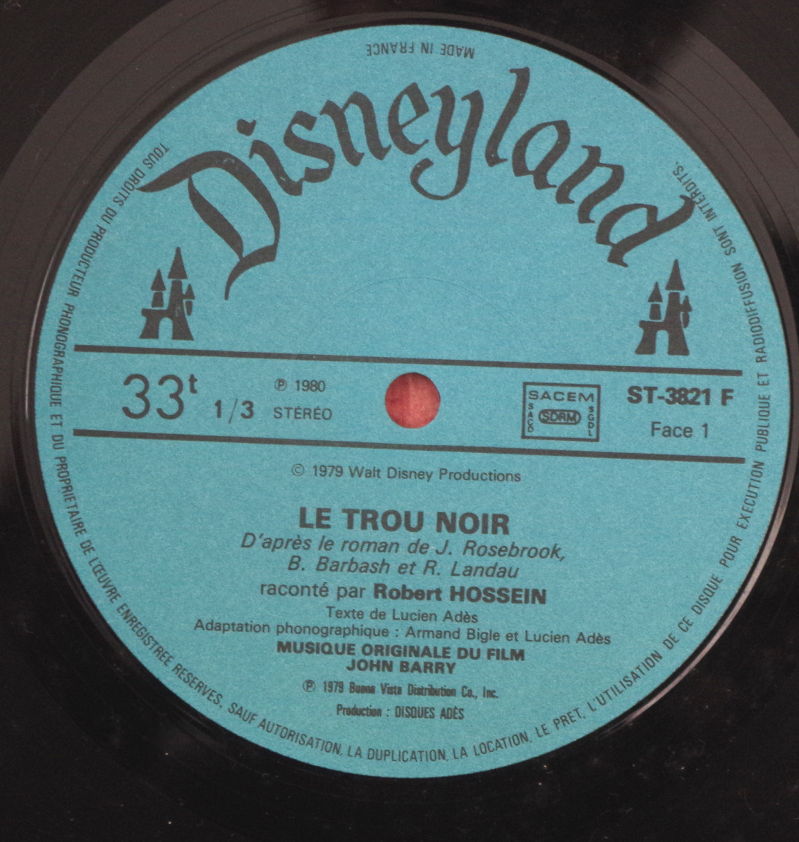 MADE IN FRANCE
Disneyland
33t 1/3
℗ 1980
STÉRÉO
SACEM
SACD SDRM SGDL
ST-3821 F
Face 1
© 1979 Walt Disney Productions
LE TROU NOIR
D'après le roman de J. Rosebrook,
B. Barbash et R. Landau
raconté par Robert HOSSEIN
Texte de Lucien Adès
Adaptation phonographique : Armand Bigle et Lucien Adès
MUSIQUE ORIGINALE DU FILM
JOHN BARRY
℗ 1979 Buena Vista Distribution Co., Inc.
Production : DISQUES ADÈS
TOUS DROITS DU PRODUCTEUR PHONOGRAPHIQUE ET DU PROPRIETAIRE DE L'ŒUVRE ENREGISTREE RESERVES, SAUF AUTORISATION, LA DUPLICATION, LA LOCATION, LE PRET, L'UTILISATION DE CE DISQUE POUR EXECUTION PUBLIQUE ET RADIODIFFUSION SONT INTERDITS.